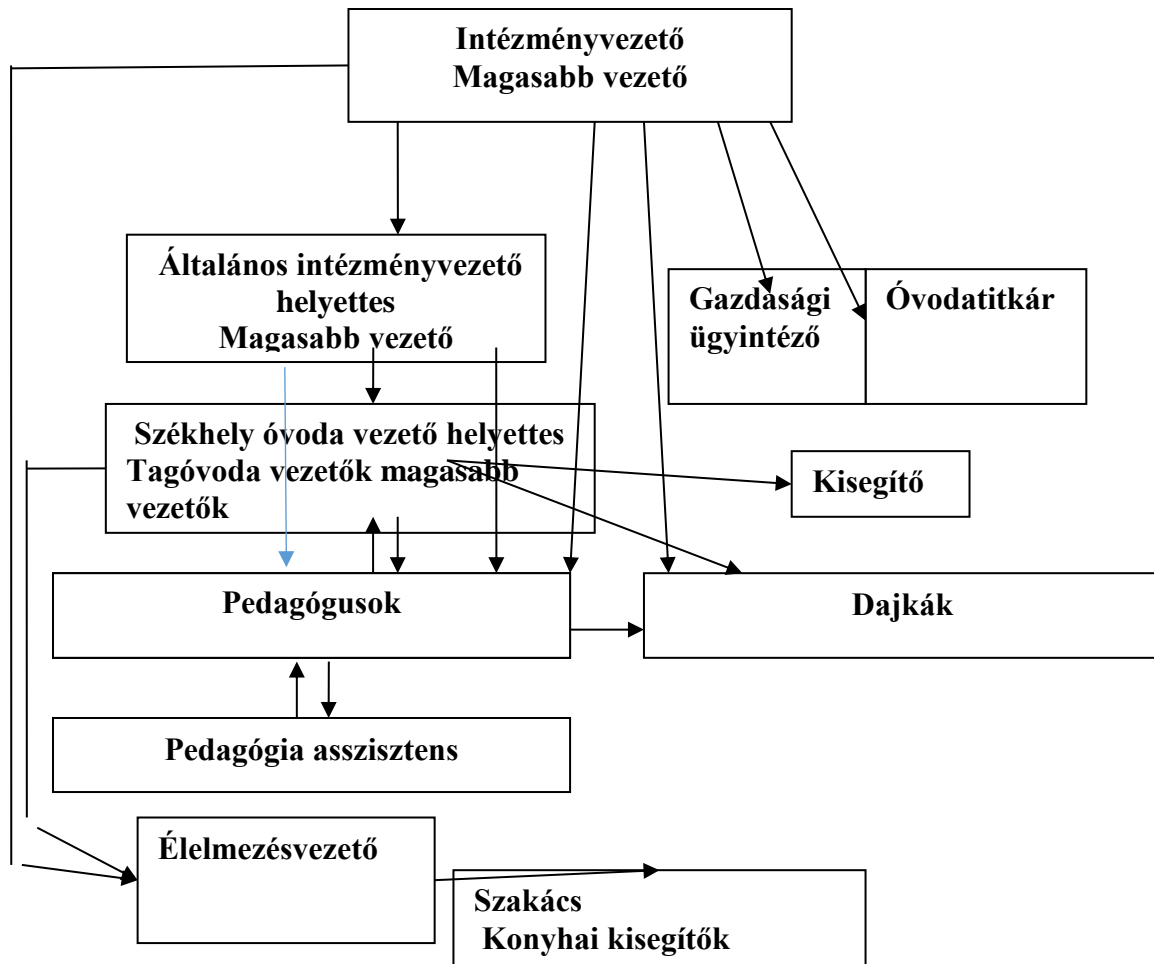 Intézményvezető
Magasabb vezető
Általános intézményvezető
helyettes
Magasabb vezető
Gazdasági
ügyintéző
Óvodatitkár
Székhely óvoda vezető helyettes
Tagóvoda vezetők magasabb
vezetők
Kisegítő
Pedagógusok
Dajkák
Pedagógia asszisztens
Élelmezésvezető
Szakács
Konyhai kisegítők